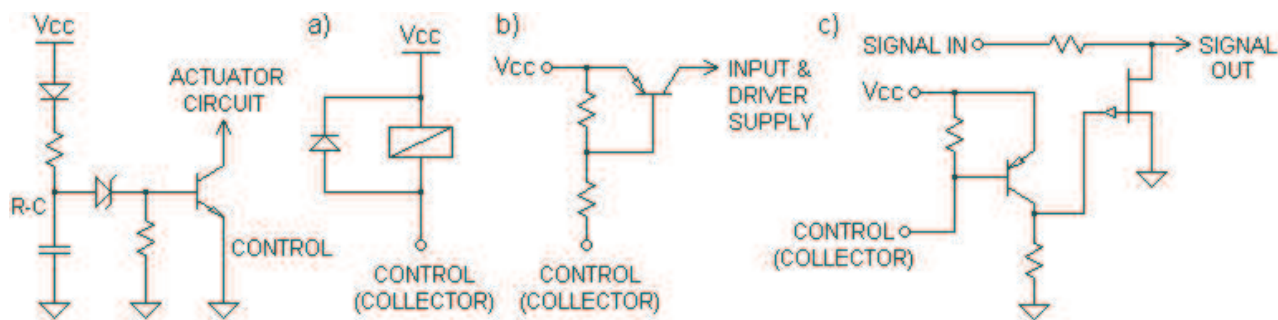 Vcc
ACTUATOR
CIRCUIT
R-C
CONTROL
a)
Vcc
CONTROL
(COLLECTOR)
b)
Vcc
INPUT &
DRIVER
SUPPLY
CONTROL
(COLLECTOR)
c)
SIGNAL IN
SIGNAL
OUT
Vcc
CONTROL
(COLLECTOR)